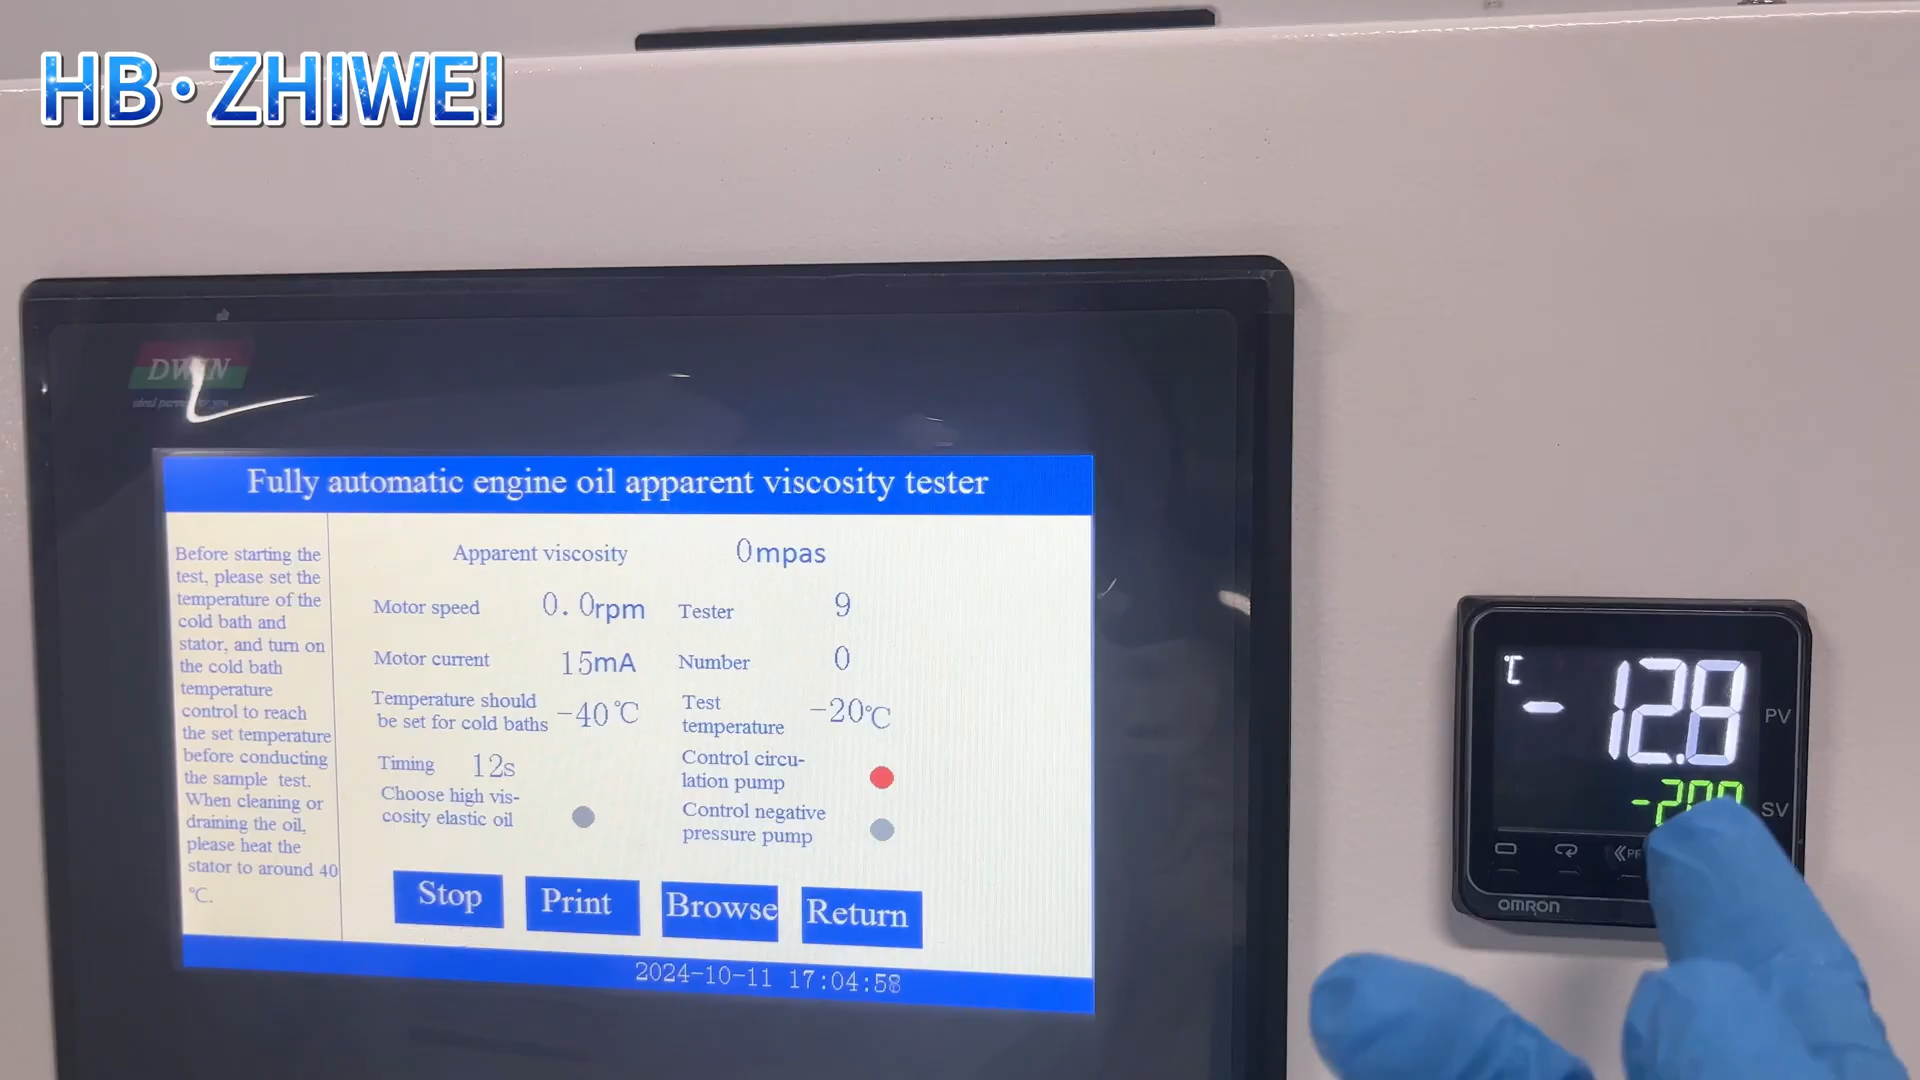 HB·ZHIWEI
DWIN
Fully automatic engine oil apparent viscosity tester
Before starting the
test, please set the
temperature of the
cold bath and
stator, and turn on
the cold bath
temperature
control to reach
the set temperature
before conducting
the sample test.
When cleaning or
draining the oil,
please heat the
stator to around 40
℃.
Apparent viscosity 0mpas
Motor speed 0.0rpm Tester 9
Motor current 15mA Number 0
Temperature should
be set for cold baths -40℃
Test
temperature -20℃
Timing 12s
Control circu-
lation pump
Choose high vis-
cosity elastic oil
Control negative
pressure pump
Stop Print Browse Return
2024-10-11 17:04:58
℃
-12.8 PV
SV
PF
OMRON